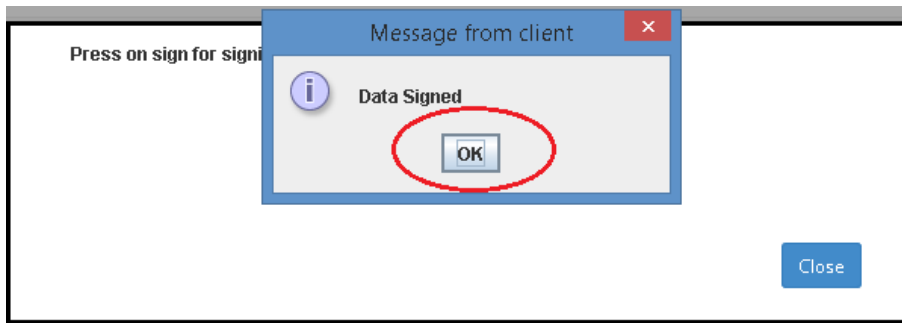 Message from client
Press on sign for signi
Data Signed
OK
Close